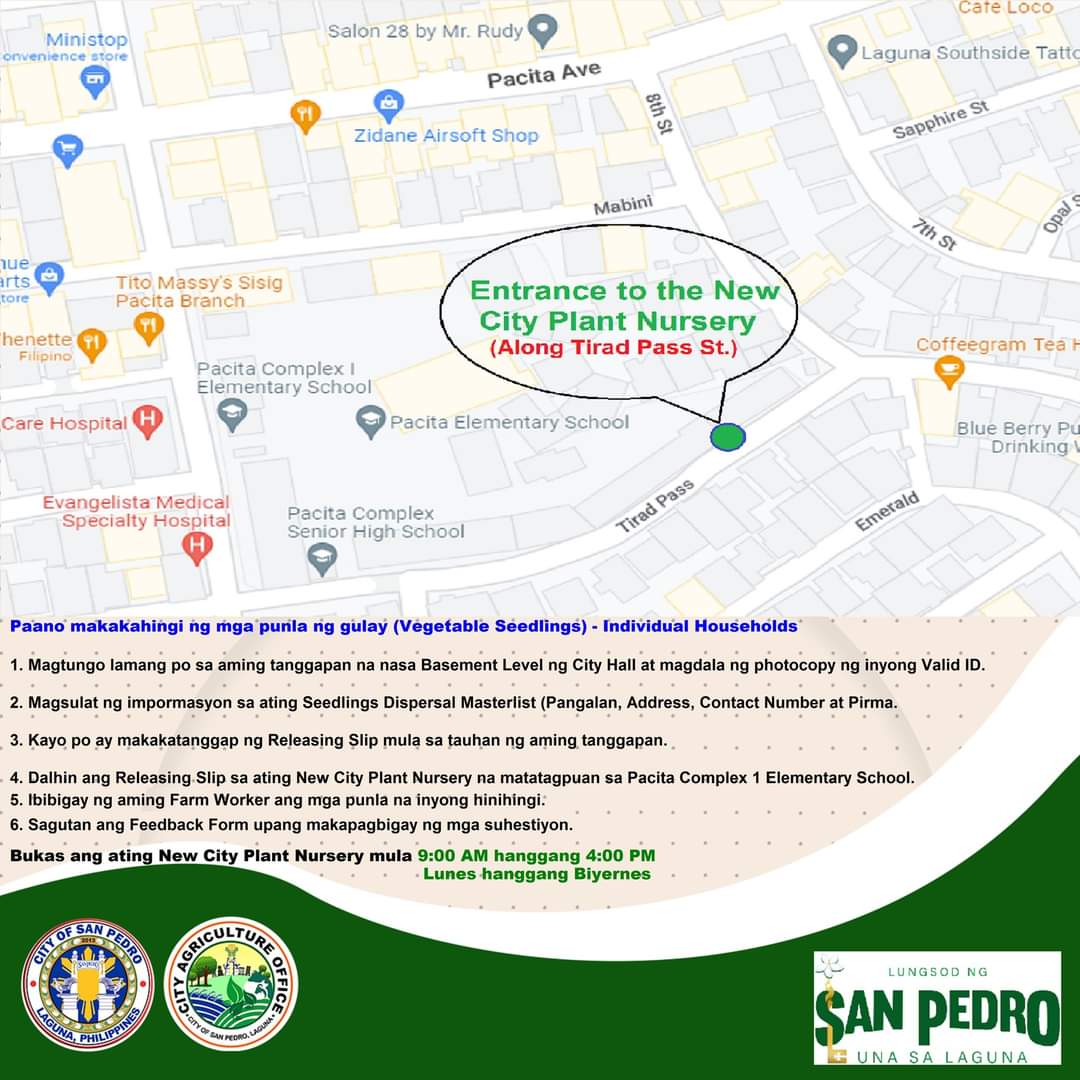 Cafe Loco
Ministop
onvenience store
Salon 28 by Mr. Rudy
Laguna Southside Tatto
Pacita Ave
8th St
Zidane Airsoft Shop
Sapphire St
Mabini
7th St
Opal S
nue
arts
tore
Tito Massy's Sisig
Pacita Branch
Entrance to the New
City Plant Nursery
(Along Tirad Pass St.)
henette
Filipino
Coffeegram Tea H
Pacita Complex I
Elementary School
Care Hospital
Pacita Elementary School
Blue Berry Pu
Drinking W
Evangelista Medical
Specialty Hospital
Pacita Complex
Senior High School
Tirad Pass
Emerald
Paano makakahingi ng mga punla ng gulay (Vegetable Seedlings) - Individual Households
1. Magtungo lamang po sa aming tanggapan na nasa Basement Level ng City Hall at magdala ng photocopy ng inyong Valid ID.
2. Magsulat ng impormasyon sa ating Seedlings Dispersal Masterlist (Pangalan, Address, Contact Number at Pirma.
3. Kayo po ay makakatanggap ng Releasing Slip mula sa tauhan ng aming tanggapan.
4. Dalhin ang Releasing Slip sa ating New City Plant Nursery na matatagpuan sa Pacita Complex 1 Elementary School.
5. Ibibigay ng aming Farm Worker ang mga punla na inyong hinihingi.
6. Sagutan ang Feedback Form upang makapagbigay ng mga suhestiyon.
Bukas ang ating New City Plant Nursery mula 9:00 AM hanggang 4:00 PM
Lunes hanggang Biyernes
CITY OF SAN PEDRO
2013
LAGUNA, PHILIPPINES
CITY AGRICULTURE OFFICE
CITY OF SAN PEDRO, LAGUNA
LUNGSOD NG
SAN PEDRO
UNA SA LAGUNA